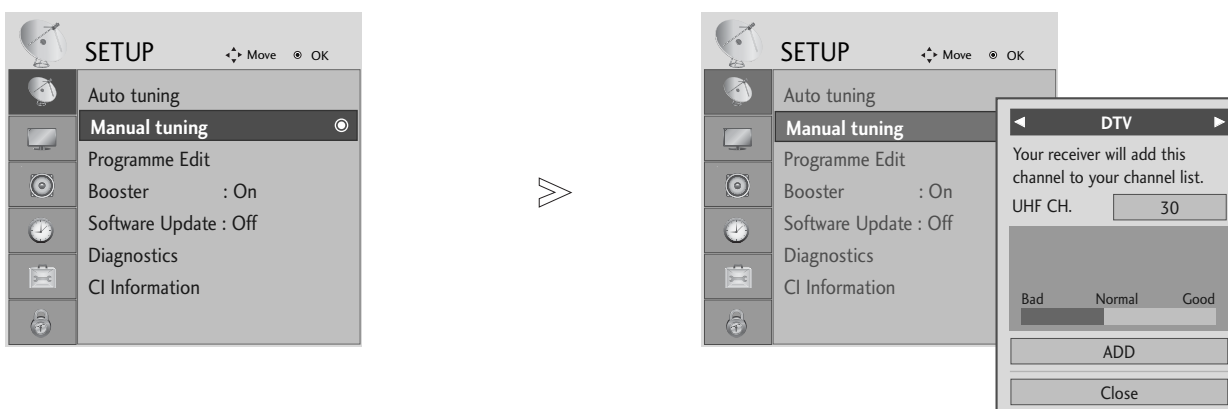 SETUP Move OK
Auto tuning
Manual tuning
Programme Edit
Booster : On
Software Update : Off
Diagnostics
CI Information
SETUP Move OK
Auto tuning
Manual tuning
Programme Edit
Booster : On
Software Update : Off
Diagnostics
CI Information
DTV
Your receiver will add this
channel to your channel list.
UHF CH. 30
Bad Normal Good
ADD
Close